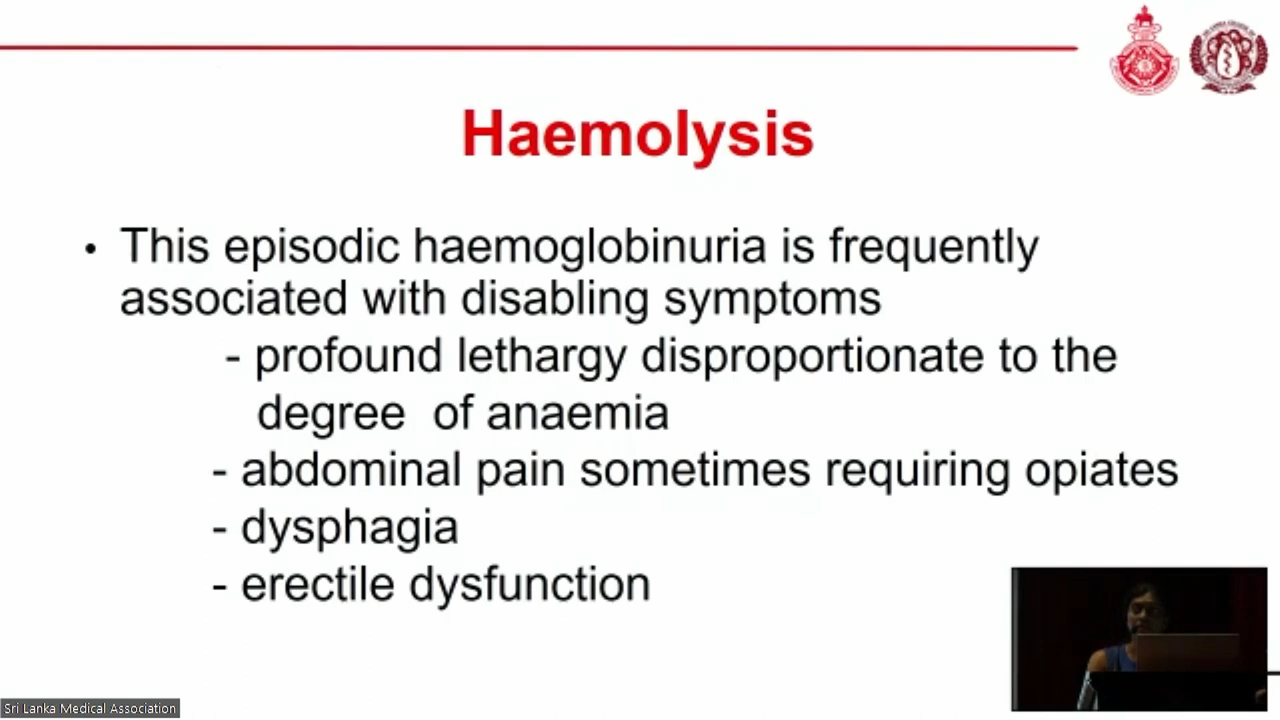 Haemolysis
• This episodic haemoglobinuria is frequently
associated with disabling symptoms
- profound lethargy disproportionate to the
degree of anaemia
- abdominal pain sometimes requiring opiates
- dysphagia
- erectile dysfunction
Sri Lanka Medical Association